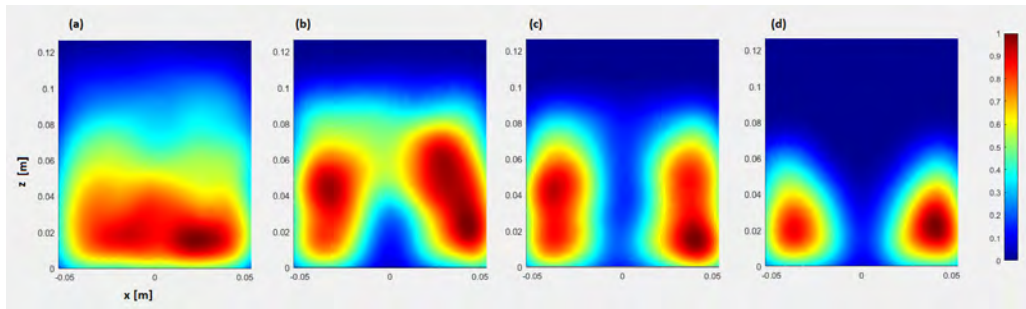 (a) (b) (c) (d)
0.12 0.12 0.12 0.12 1
0.9
0.1 0.1 0.1 0.1 0.8
0.08 0.08 0.08 0.08 0.7
0.6
z [m] 0.06 0.06 0.06 0.06 0.5
0.04 0.04 0.04 0.04 0.4
0.3
0.02 0.02 0.02 0.02 0.2
0.1
0 0 0 0 0
-0.05 0 0.05 -0.05 0 0.05 -0.05 0 0.05 -0.05 0 0.05
x [m]